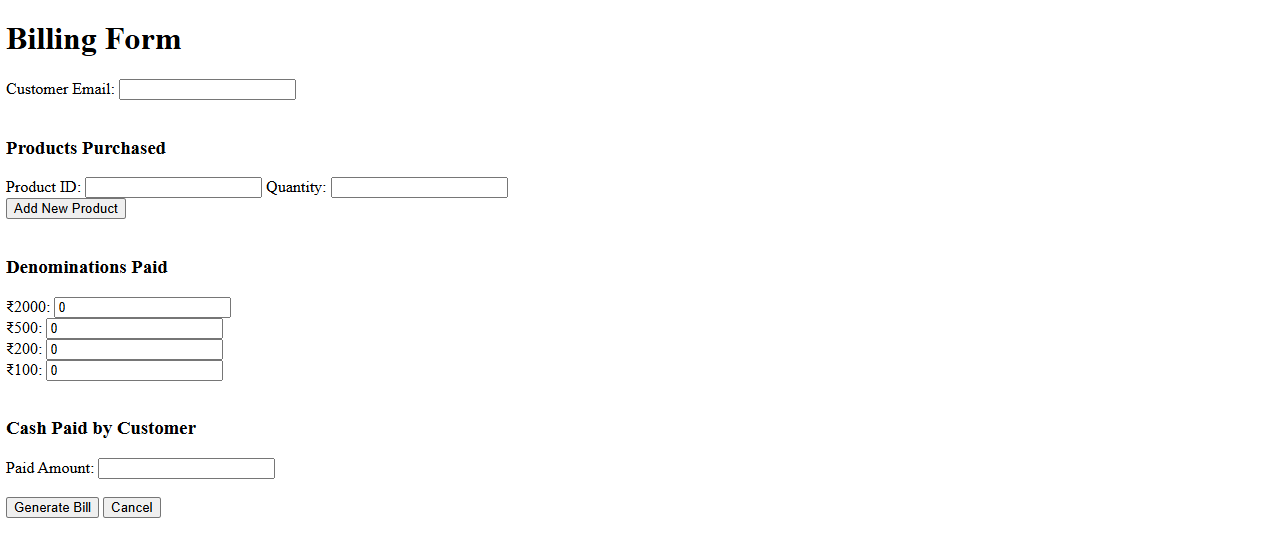 Billing Form
Customer Email:
Products Purchased
Product ID: Quantity:
Add New Product
Denominations Paid
₹2000: 0
₹500: 0
₹200: 0
₹100: 0
Cash Paid by Customer
Paid Amount:
Generate Bill Cancel